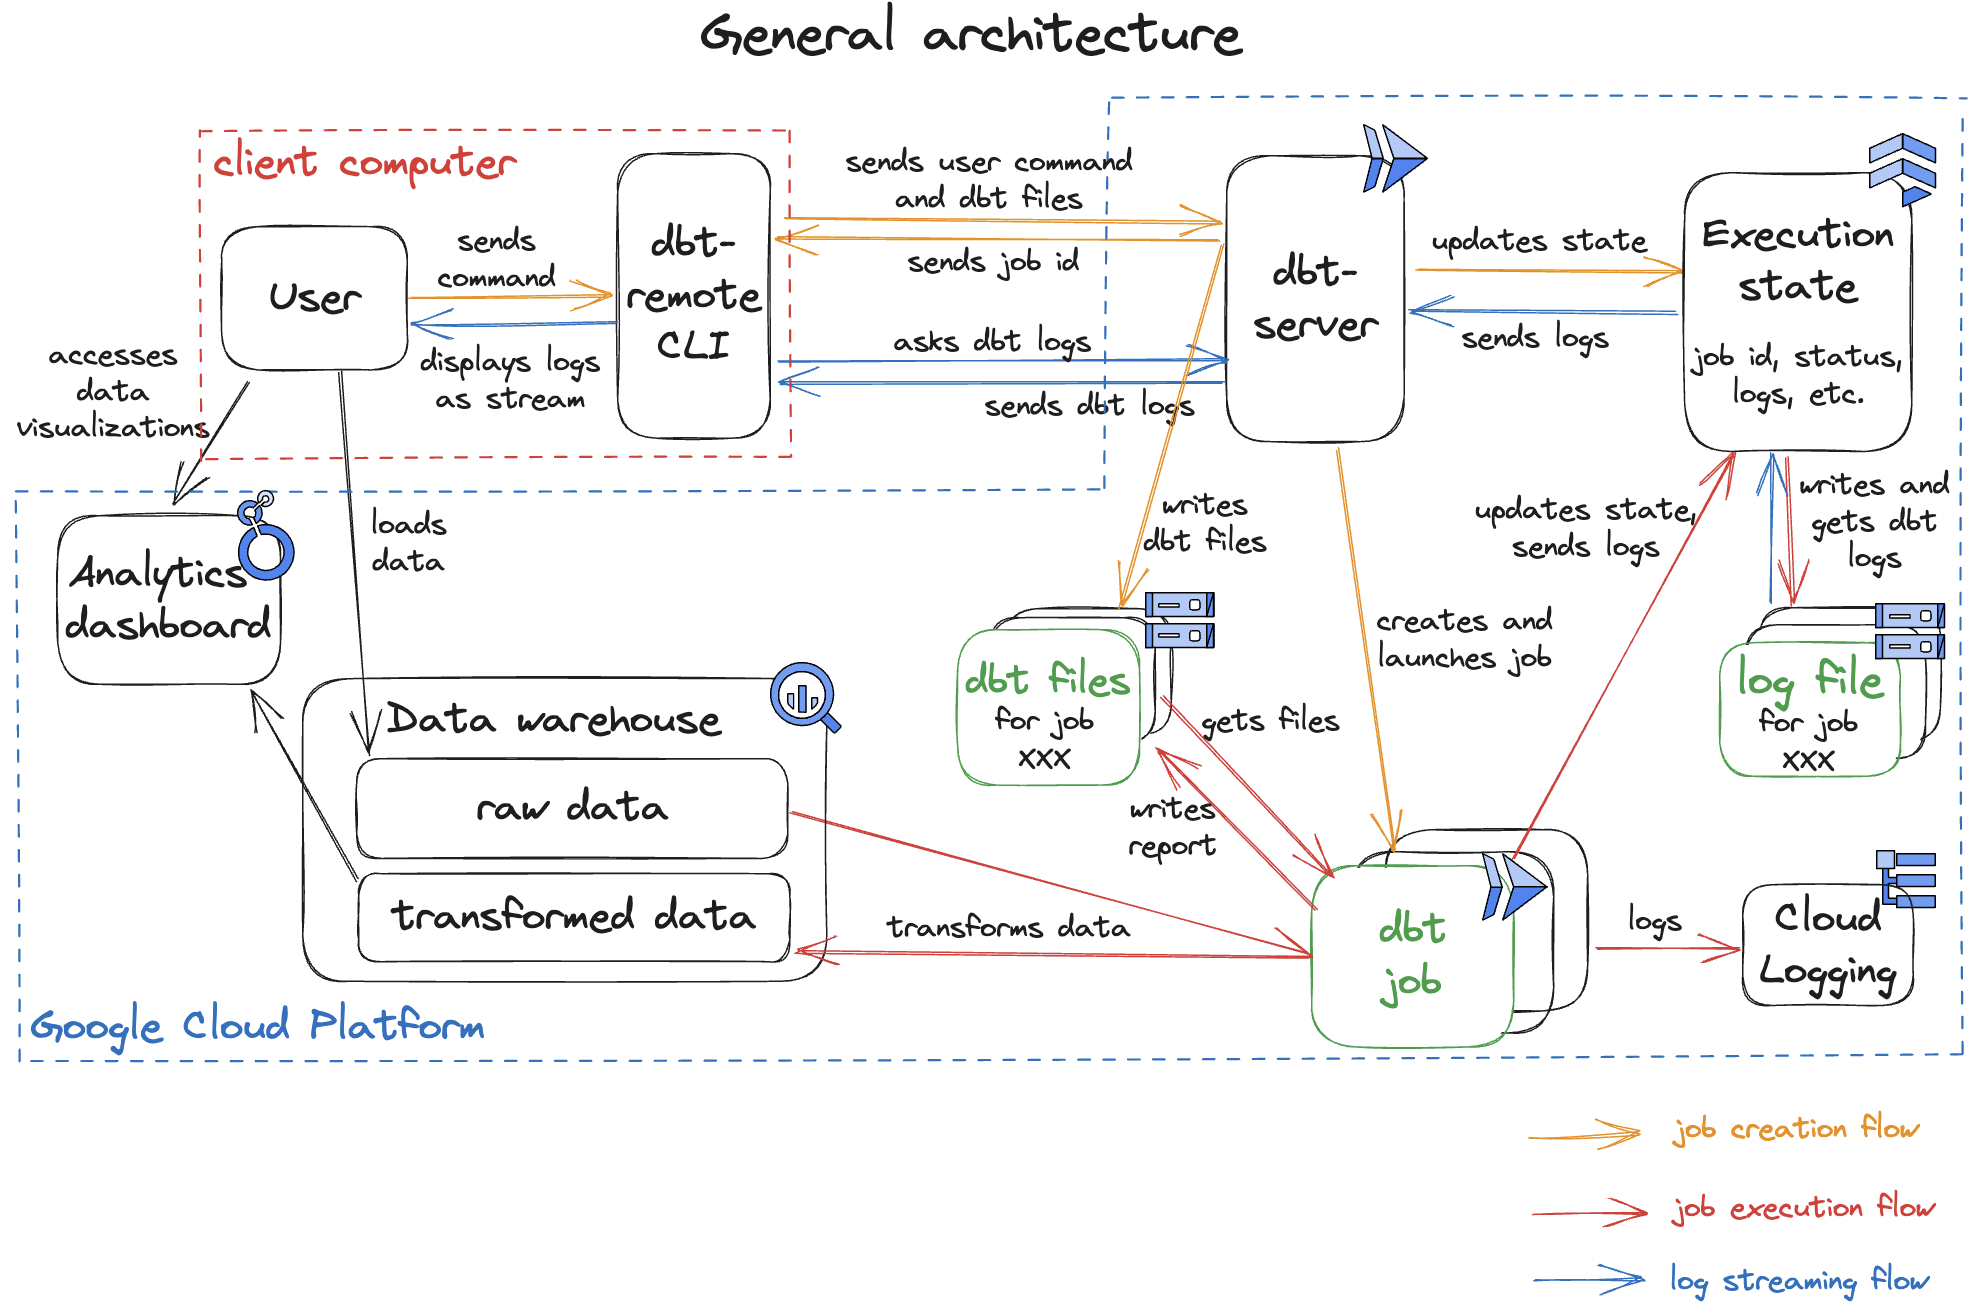 General architecture
client computer
User
sends
command
displays logs
as stream
dbt-
remote
CLI
sends user command
and dbt files
sends job id
asks dbt logs
sends dbt logs
dbt-
server
updates state
sends logs
Execution
state
job id, status,
logs, etc.
accesses
data
visualizations
loads
data
Analytics
dashboard
writes
dbt files
updates state,
sends logs
writes and
gets dbt
logs
creates and
launches job
dbt files
for job
XXX
log file
for job
XXX
gets files
writes
report
Data warehouse
raw data
transformed data
transforms data
dbt
job
logs
Cloud
Logging
Google Cloud Platform
job creation flow
job execution flow
log streaming flow